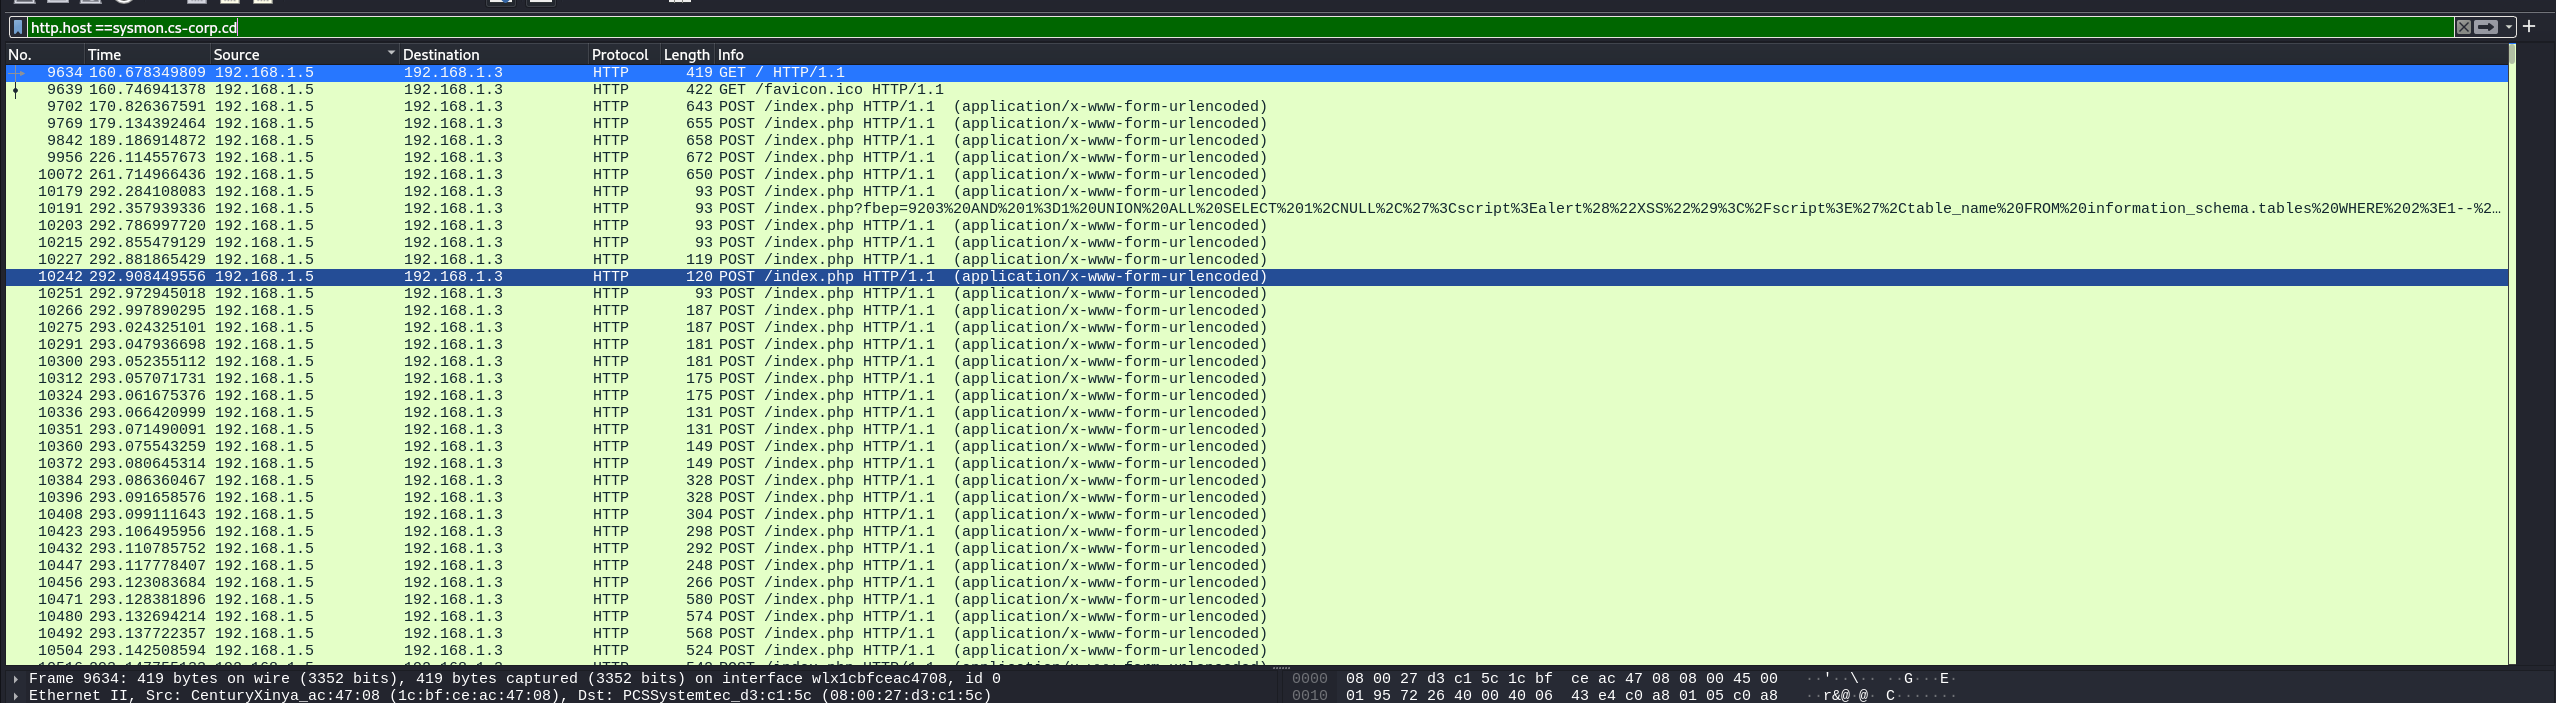 http.host ==sysmon.cs-corp.cd
No. Time Source Destination Protocol Length Info
9634 160.678349809 192.168.1.5 192.168.1.3 HTTP 419 GET / HTTP/1.1
9639 160.746941378 192.168.1.5 192.168.1.3 HTTP 422 GET /favicon.ico HTTP/1.1
9702 170.826367591 192.168.1.5 192.168.1.3 HTTP 643 POST /index.php HTTP/1.1 (application/x-www-form-urlencoded)
9769 179.134392464 192.168.1.5 192.168.1.3 HTTP 655 POST /index.php HTTP/1.1 (application/x-www-form-urlencoded)
9842 189.186914872 192.168.1.5 192.168.1.3 HTTP 658 POST /index.php HTTP/1.1 (application/x-www-form-urlencoded)
9956 226.114557673 192.168.1.5 192.168.1.3 HTTP 672 POST /index.php HTTP/1.1 (application/x-www-form-urlencoded)
10072 261.714966436 192.168.1.5 192.168.1.3 HTTP 650 POST /index.php HTTP/1.1 (application/x-www-form-urlencoded)
10179 292.284108083 192.168.1.5 192.168.1.3 HTTP 93 POST /index.php HTTP/1.1 (application/x-www-form-urlencoded)
10191 292.357939336 192.168.1.5 192.168.1.3 HTTP 93 POST /index.php?fbep=9203%20AND%201%3D1%20UNION%20ALL%20SELECT%201%2CNULL%2C%27%3Cscript%3Ealert%28%22XSS%22%29%3C%2Fscript%3E%27%2Ctable_name%20FROM%20information_schema.tables%20WHERE%202%3E1--%2…
10203 292.786997720 192.168.1.5 192.168.1.3 HTTP 93 POST /index.php HTTP/1.1 (application/x-www-form-urlencoded)
10215 292.855479129 192.168.1.5 192.168.1.3 HTTP 93 POST /index.php HTTP/1.1 (application/x-www-form-urlencoded)
10227 292.881865429 192.168.1.5 192.168.1.3 HTTP 119 POST /index.php HTTP/1.1 (application/x-www-form-urlencoded)
10242 292.908449556 192.168.1.5 192.168.1.3 HTTP 120 POST /index.php HTTP/1.1 (application/x-www-form-urlencoded)
10251 292.972945018 192.168.1.5 192.168.1.3 HTTP 93 POST /index.php HTTP/1.1 (application/x-www-form-urlencoded)
10266 292.997890295 192.168.1.5 192.168.1.3 HTTP 187 POST /index.php HTTP/1.1 (application/x-www-form-urlencoded)
10275 293.024325101 192.168.1.5 192.168.1.3 HTTP 187 POST /index.php HTTP/1.1 (application/x-www-form-urlencoded)
10291 293.047936698 192.168.1.5 192.168.1.3 HTTP 181 POST /index.php HTTP/1.1 (application/x-www-form-urlencoded)
10300 293.052355112 192.168.1.5 192.168.1.3 HTTP 181 POST /index.php HTTP/1.1 (application/x-www-form-urlencoded)
10312 293.057071731 192.168.1.5 192.168.1.3 HTTP 175 POST /index.php HTTP/1.1 (application/x-www-form-urlencoded)
10324 293.061675376 192.168.1.5 192.168.1.3 HTTP 175 POST /index.php HTTP/1.1 (application/x-www-form-urlencoded)
10336 293.066420999 192.168.1.5 192.168.1.3 HTTP 131 POST /index.php HTTP/1.1 (application/x-www-form-urlencoded)
10351 293.071490091 192.168.1.5 192.168.1.3 HTTP 131 POST /index.php HTTP/1.1 (application/x-www-form-urlencoded)
10360 293.075543259 192.168.1.5 192.168.1.3 HTTP 149 POST /index.php HTTP/1.1 (application/x-www-form-urlencoded)
10372 293.080645314 192.168.1.5 192.168.1.3 HTTP 149 POST /index.php HTTP/1.1 (application/x-www-form-urlencoded)
10384 293.086360467 192.168.1.5 192.168.1.3 HTTP 328 POST /index.php HTTP/1.1 (application/x-www-form-urlencoded)
10396 293.091658576 192.168.1.5 192.168.1.3 HTTP 328 POST /index.php HTTP/1.1 (application/x-www-form-urlencoded)
10408 293.099111643 192.168.1.5 192.168.1.3 HTTP 304 POST /index.php HTTP/1.1 (application/x-www-form-urlencoded)
10423 293.106495956 192.168.1.5 192.168.1.3 HTTP 298 POST /index.php HTTP/1.1 (application/x-www-form-urlencoded)
10432 293.110785752 192.168.1.5 192.168.1.3 HTTP 292 POST /index.php HTTP/1.1 (application/x-www-form-urlencoded)
10447 293.117778407 192.168.1.5 192.168.1.3 HTTP 248 POST /index.php HTTP/1.1 (application/x-www-form-urlencoded)
10456 293.123083684 192.168.1.5 192.168.1.3 HTTP 266 POST /index.php HTTP/1.1 (application/x-www-form-urlencoded)
10471 293.128381896 192.168.1.5 192.168.1.3 HTTP 580 POST /index.php HTTP/1.1 (application/x-www-form-urlencoded)
10480 293.132694214 192.168.1.5 192.168.1.3 HTTP 574 POST /index.php HTTP/1.1 (application/x-www-form-urlencoded)
10492 293.137722357 192.168.1.5 192.168.1.3 HTTP 568 POST /index.php HTTP/1.1 (application/x-www-form-urlencoded)
10504 293.142508594 192.168.1.5 192.168.1.3 HTTP 524 POST /index.php HTTP/1.1 (application/x-www-form-urlencoded)
Frame 9634: 419 bytes on wire (3352 bits), 419 bytes captured (3352 bits) on interface wlx1cbfceac4708, id 0
Ethernet II, Src: CenturyXinya_ac:47:08 (1c:bf:ce:ac:47:08), Dst: PCSSystemtec_d3:c1:5c (08:00:27:d3:c1:5c)
0000 08 00 27 d3 c1 5c 1c bf ce ac 47 08 08 00 45 00 ··'··\·· ··G···E·
0010 01 95 72 26 40 00 40 06 43 e4 c0 a8 01 05 c0 a8 ··r&@·@· C·······